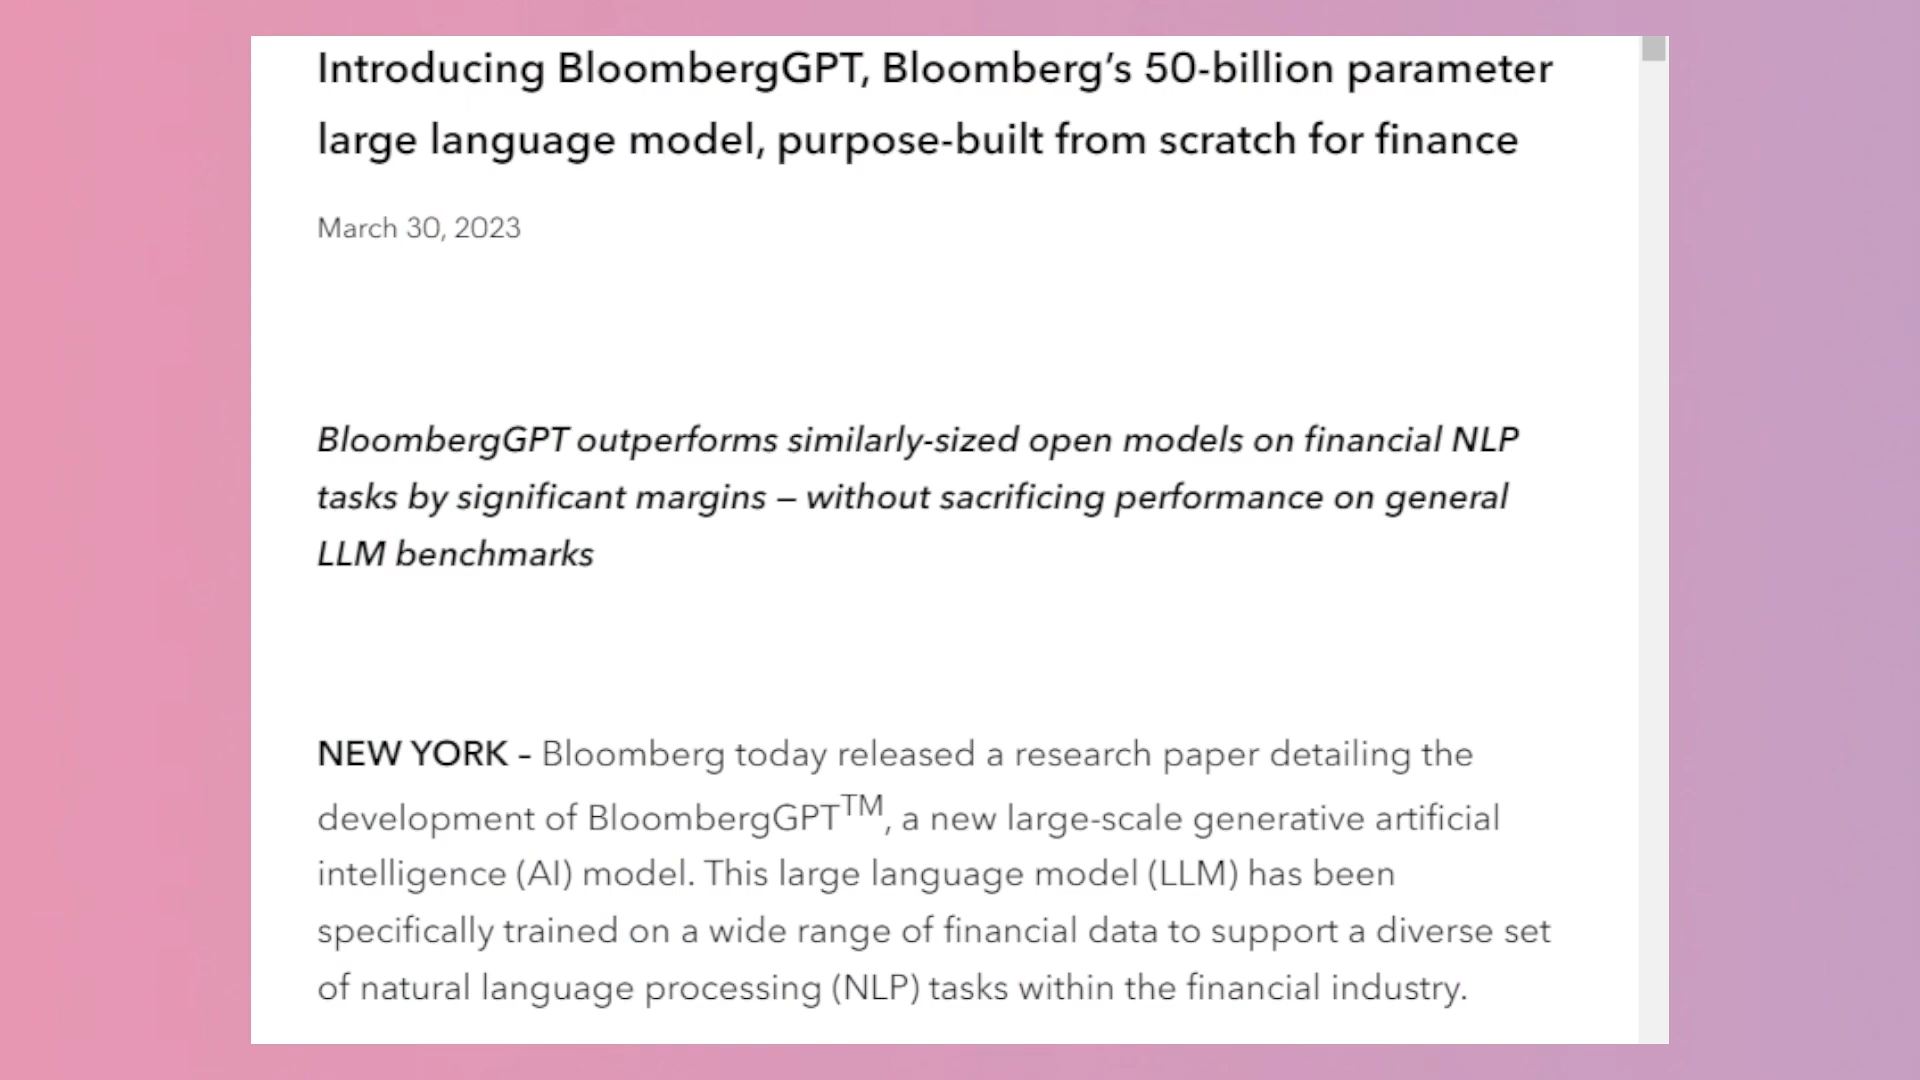 Introducing BloombergGPT, Bloomberg’s 50-billion parameter
large language model, purpose-built from scratch for finance
March 30, 2023
BloombergGPT outperforms similarly-sized open models on financial NLP
tasks by significant margins – without sacrificing performance on general
LLM benchmarks
NEW YORK – Bloomberg today released a research paper detailing the
development of BloombergGPT™, a new large-scale generative artificial
intelligence (AI) model. This large language model (LLM) has been
specifically trained on a wide range of financial data to support a diverse set
of natural language processing (NLP) tasks within the financial industry.